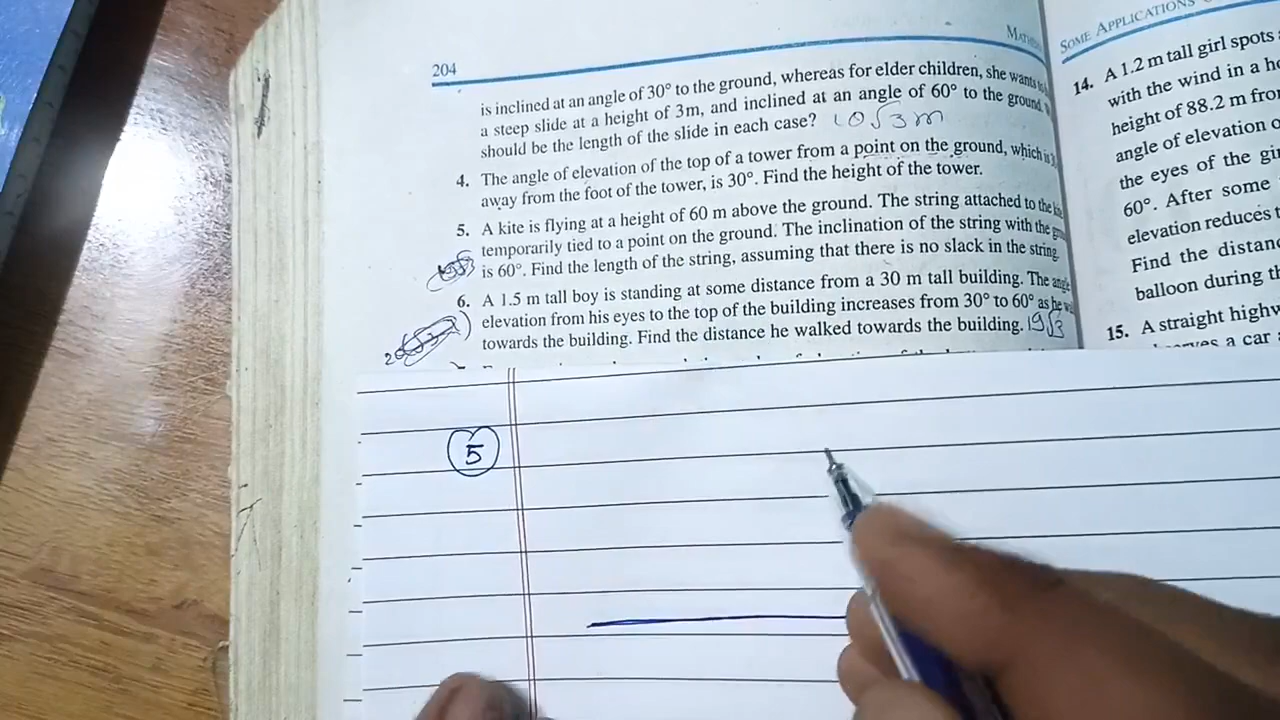 204
is inclined at an angle of 30° to the ground, whereas for elder children, she wants
a steep slide at a height of 3m, and inclined at an angle of 60° to the ground.
should be the length of the slide in each case? 10√3 m
4. The angle of elevation of the top of a tower from a point on the ground, which is
away from the foot of the tower, is 30°. Find the height of the tower.
5. A kite is flying at a height of 60 m above the ground. The string attached to the
temporarily tied to a point on the ground. The inclination of the string with the
is 60°. Find the length of the string, assuming that there is no slack in the string.
6. A 1.5 m tall boy is standing at some distance from a 30 m tall building. The
elevation from his eyes to the top of the building increases from 30° to 60° as he
towards the building. Find the distance he walked towards the building. 19√3
5
SOME APPLICATIONS
14. A 1.2 m tall girl spots
with the wind in a
height of 88.2 m
angle of elevation
the eyes of the
60°. After some
elevation reduces
Find the
balloon during
15. A straight
a car